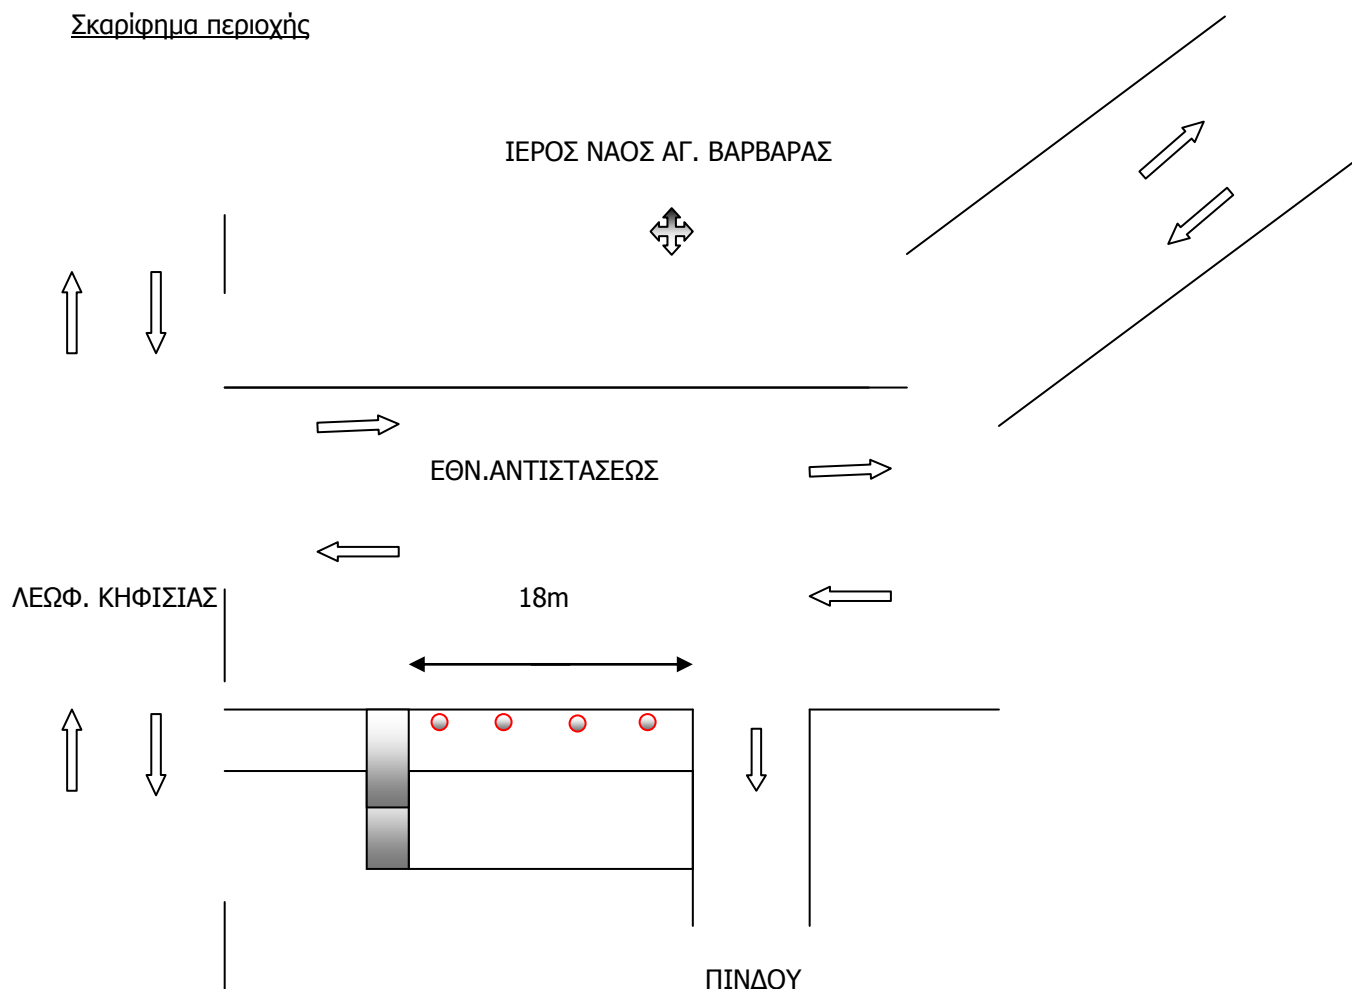 Σκαρίφημα περιοχής
ΙΕΡΟΣ ΝΑΟΣ ΑΓ. ΒΑΡΒΑΡΑΣ
ΕΘΝ.ΑΝΤΙΣΤΑΣΕΩΣ
ΛΕΩΦ. ΚΗΦΙΣΙΑΣ
18m
ΠΙΝΔΟΥ